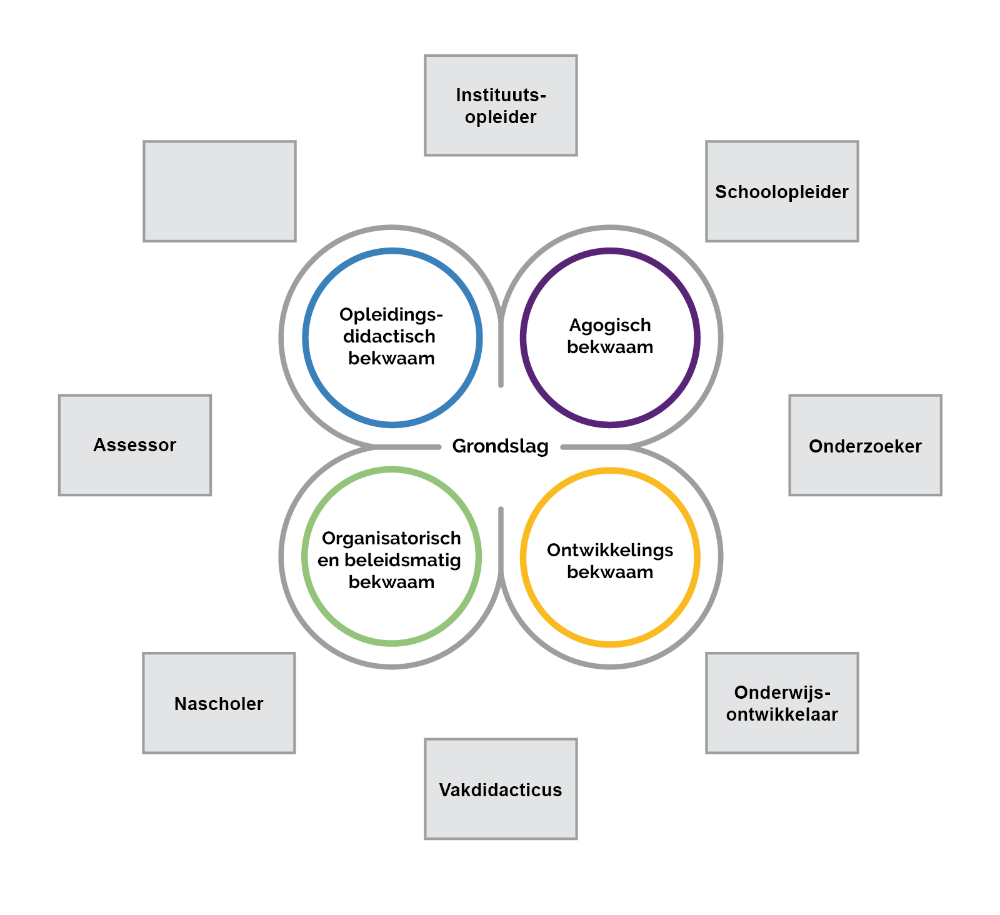 Instituuts-
opleider
Schoolopleider
Opleidings-
didactisch
bekwaam
Agogisch
bekwaam
Assessor
Grondslag
Onderzoeker
Organisatorisch
en beleidsmatig
bekwaam
Ontwikkelings
bekwaam
Nascholer
Onderwijs-
ontwikkelaar
Vakdidacticus